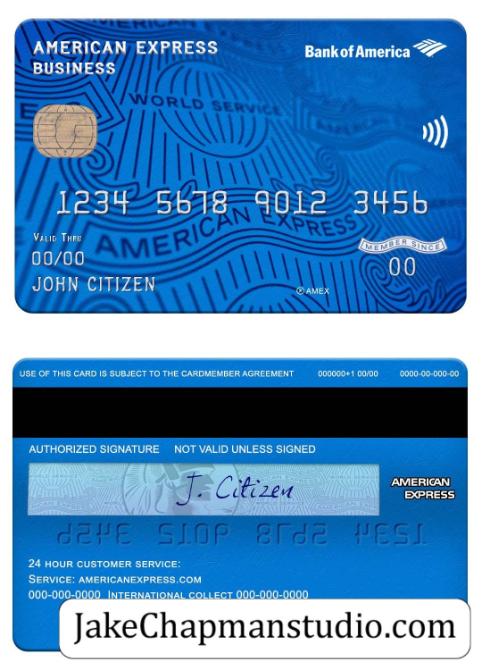 AMERICAN EXPRESS
BUSINESS
Bank of America
WORLD SERVICE
1234 5678 9012 3456
AMERICAN EXPRESS
VALID THRU
MEMBER SINCE
00/00
00
JOHN CITIZEN
® AMEX
USE OF THIS CARD IS SUBJECT TO THE CARDMEMBER AGREEMENT 000000+1 00/00 0000-00-000-00
AUTHORIZED SIGNATURE NOT VALID UNLESS SIGNED
J. Citizen
AMERICAN
EXPRESS
24 HOUR CUSTOMER SERVICE:
SERVICE: AMERICANEXPRESS.COM
000-000-0000 INTERNATIONAL COLLECT 000-000-0000
JakeChapmanstudio.com